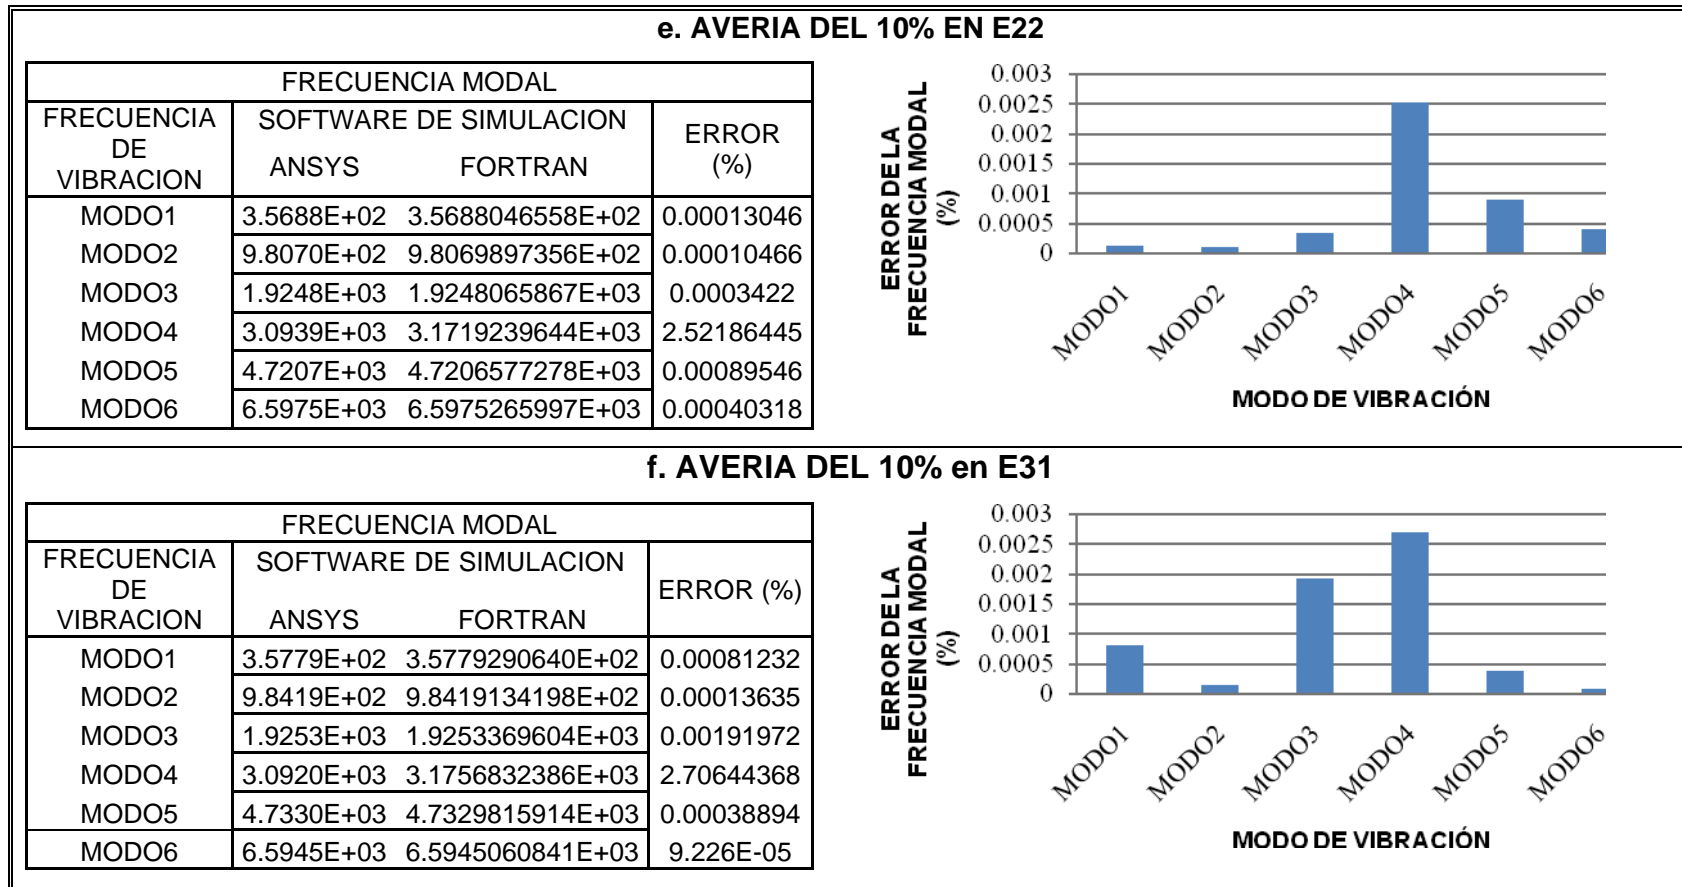 e. AVERIA DEL 10% EN E22
FRECUENCIA MODAL
FRECUENCIA DE VIBRACION
SOFTWARE DE SIMULACION
ERROR (%)
ANSYS FORTRAN
MODO1 3.5688E+02 3.5688046558E+02 0.00013046
MODO2 9.8070E+02 9.8069897356E+02 0.00010466
MODO3 1.9248E+03 1.9248065867E+03 0.0003422
MODO4 3.0939E+03 3.1719239644E+03 2.52186445
MODO5 4.7207E+03 4.7206577278E+03 0.00089546
MODO6 6.5975E+03 6.5975265997E+03 0.00040318
ERROR DE LA
FRECUENCIA MODAL
(%)
0.003
0.0025
0.002
0.0015
0.001
0.0005
0
MODO1 MODO2 MODO3 MODO4 MODO5 MODO6
MODO DE VIBRACIÓN
f. AVERIA DEL 10% en E31
FRECUENCIA MODAL
FRECUENCIA DE VIBRACION
SOFTWARE DE SIMULACION
ERROR (%)
ANSYS FORTRAN
MODO1 3.5779E+02 3.5779290640E+02 0.00081232
MODO2 9.8419E+02 9.8419134198E+02 0.00013635
MODO3 1.9253E+03 1.9253369604E+03 0.00191972
MODO4 3.0920E+03 3.1756832386E+03 2.70644368
MODO5 4.7330E+03 4.7329815914E+03 0.00038894
MODO6 6.5945E+03 6.5945060841E+03 9.226E-05
ERROR DE LA
FRECUENCIA MODAL
(%)
0.003
0.0025
0.002
0.0015
0.001
0.0005
0
MODO1 MODO2 MODO3 MODO4 MODO5 MODO6
MODO DE VIBRACIÓN